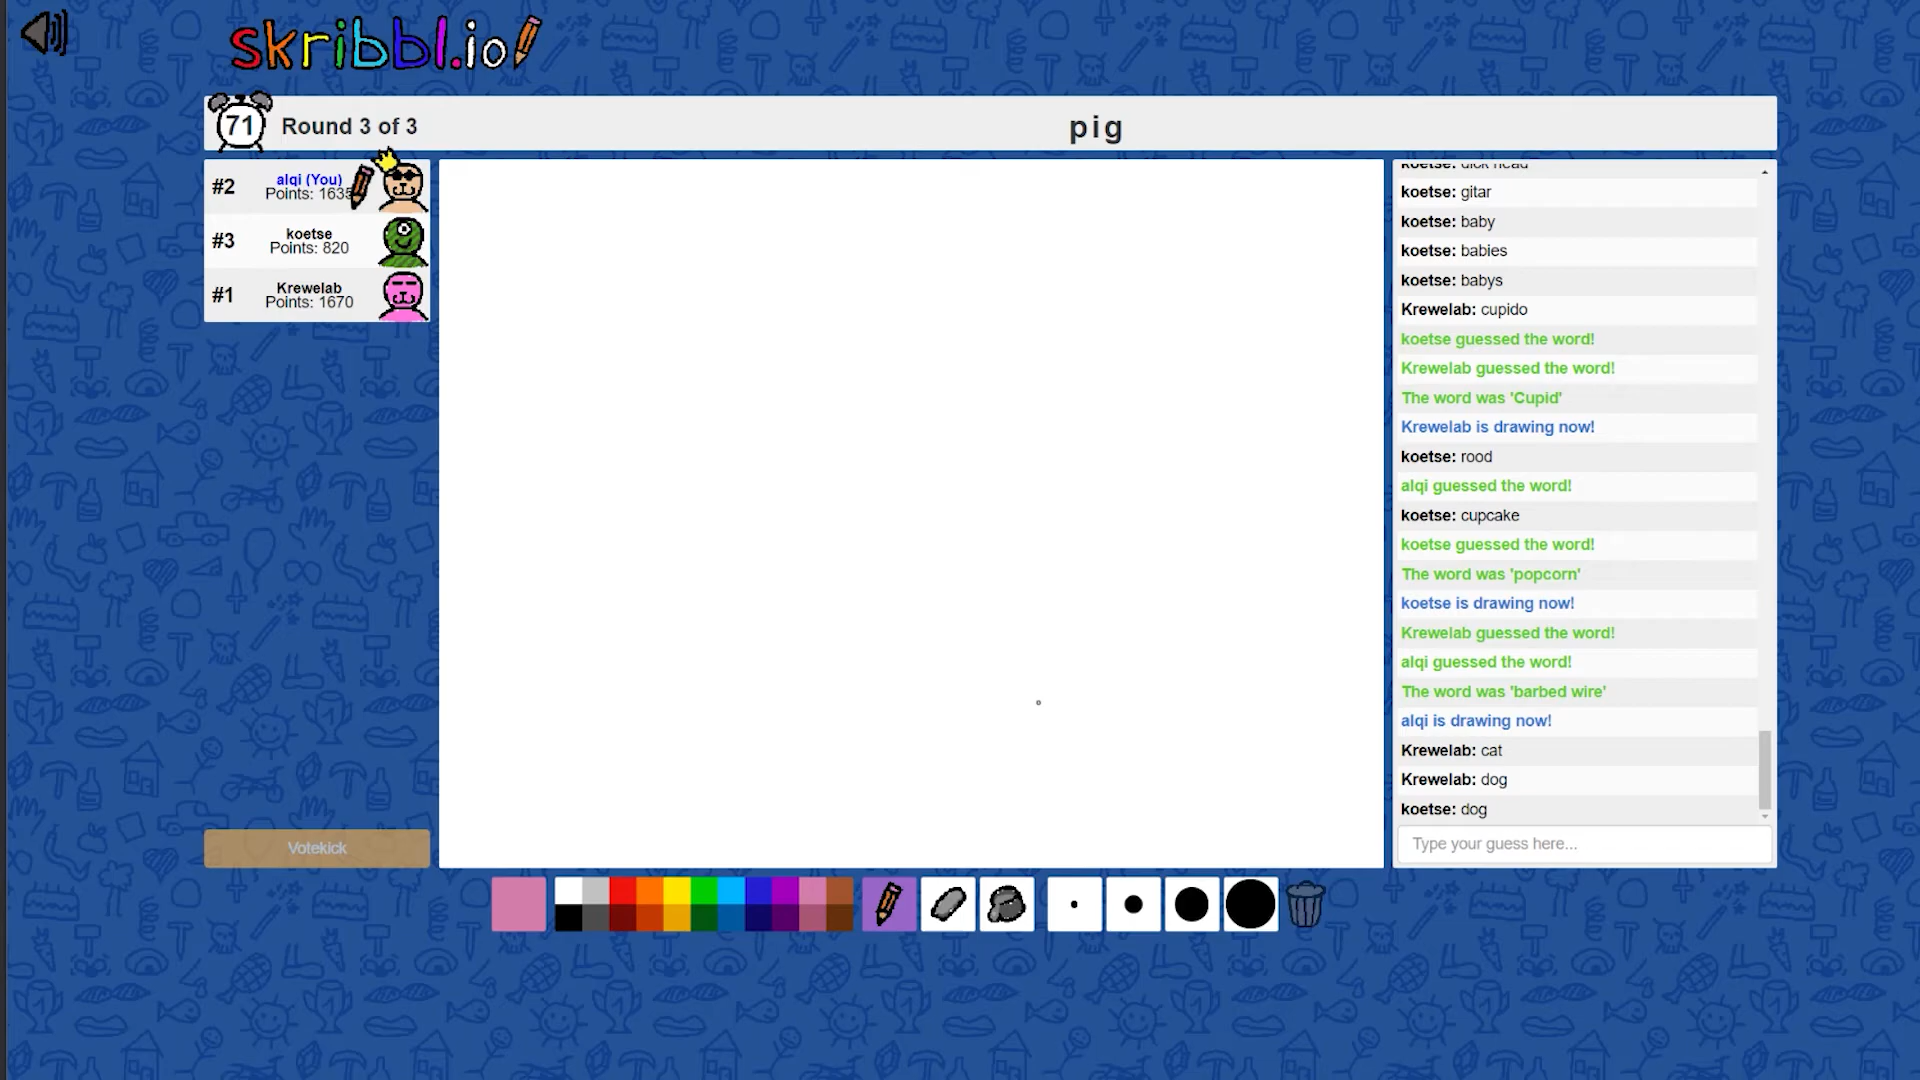 skribbl.io
71
Round 3 of 3
pig
#2
alqi (You)
Points: 1635
#3
koetse
Points: 820
#1
Krewelab
Points: 1670
Votekick
koetse: dick head
koetse: gitar
koetse: baby
koetse: babies
koetse: babys
Krewelab: cupido
koetse guessed the word!
Krewelab guessed the word!
The word was 'Cupid'
Krewelab is drawing now!
koetse: rood
alqi guessed the word!
koetse: cupcake
koetse guessed the word!
The word was 'popcorn'
koetse is drawing now!
Krewelab guessed the word!
alqi guessed the word!
The word was 'barbed wire'
alqi is drawing now!
Krewelab: cat
Krewelab: dog
koetse: dog
Type your guess here...